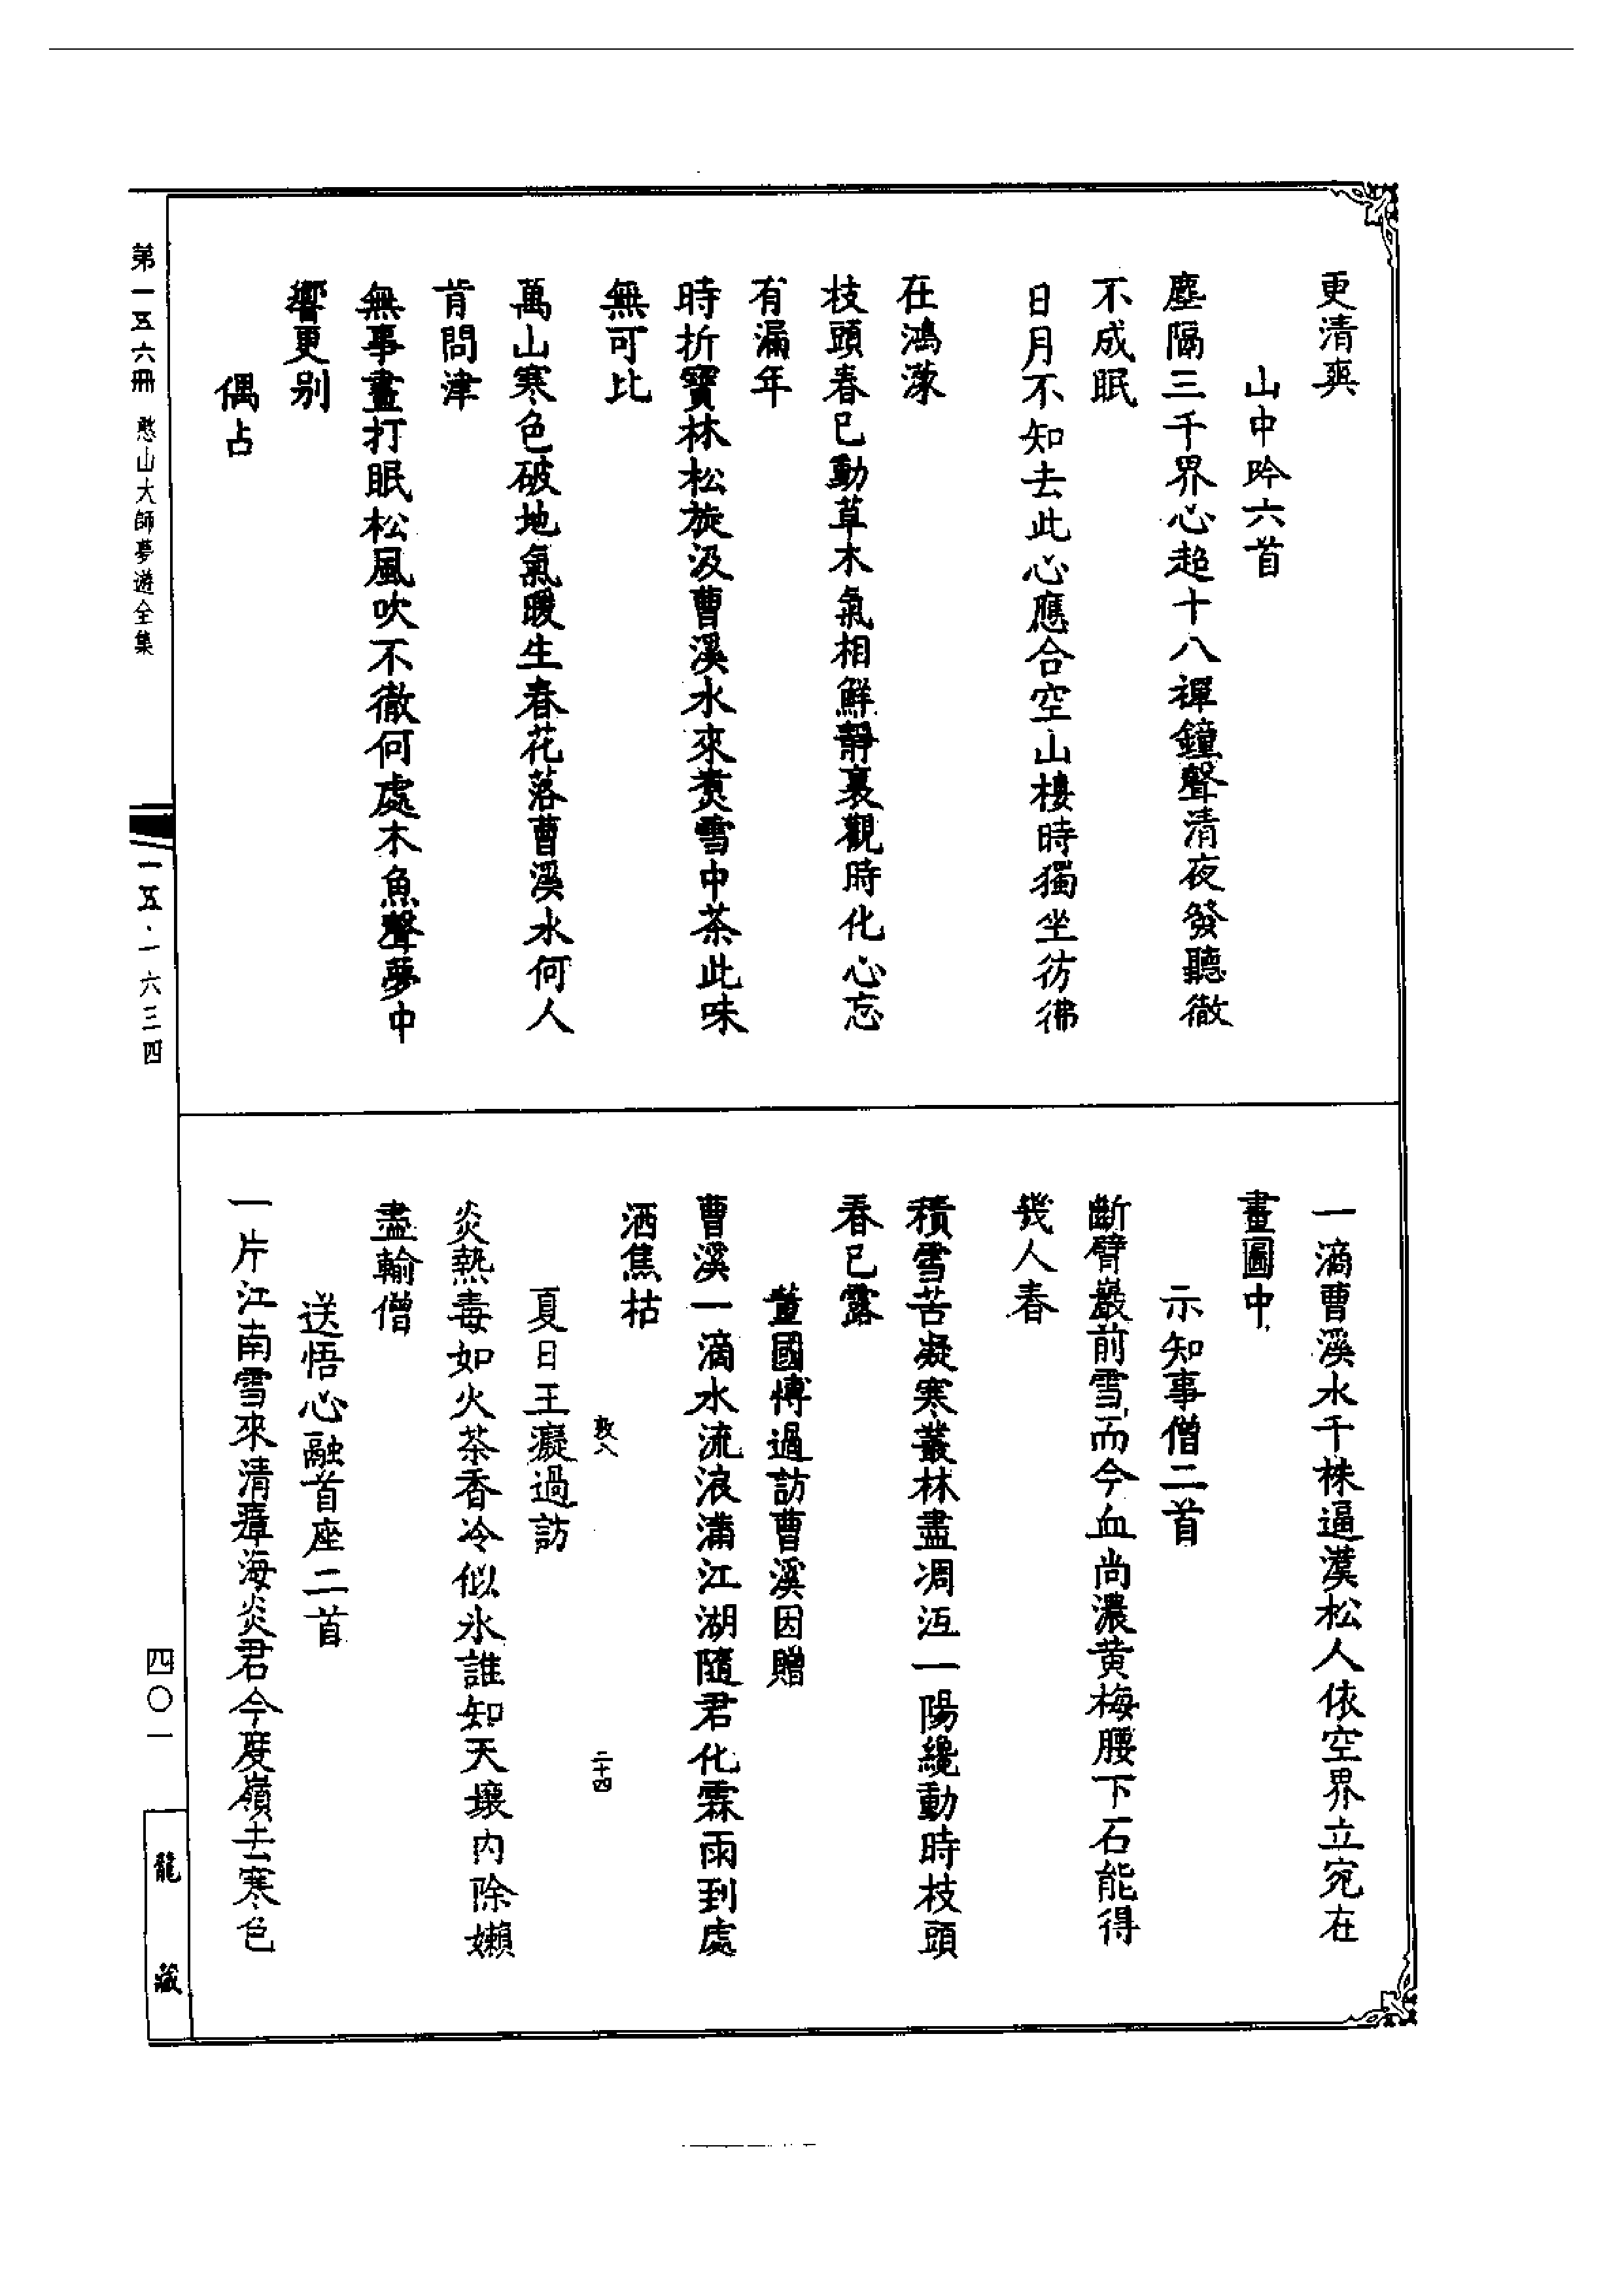 更清爽
山中吟六首
塵隔三千界心超十八禪鐘聲清夜發聽徹
不成眠
日月不知去此心應合空山樓時獨坐彷彿
在鴻濛
枝頭春已動草木氣相鮮靜裏觀時化心忘
有漏年
時折寶林松旋汲曹溪水來煑雪中茶此味
無可比
萬山寒色破地氣暖生春花落曹溪水何人
肯問津
無事晝打眠松風吹不徹何處木魚聲夢中
響更别
偶占
一滴曹溪水千株逼漢松人依空界立宛在
畫圖中
示知事僧二首
斷臂巖前雪而今血尚濃黄梅腰下石能得
幾人舂
積雪苦凝寒叢林盡凋沍一陽纔動時枝頭
春已露
董國博過訪曹溪因贈
曹溪一滴水流浪滿江湖隨君化霖雨到處
洒焦枯
敦八
二十四
夏日王凝過訪
炎熱毒如火茶香冷似氷誰知天壤内除嬾
盡輸僧
送悟心融首座二首
一片江南雪來清瘴海炎君今度嶺去寒色
第一五六冊
憨山大師夢遊全集
一五·一六三四
四〇一
龍藏